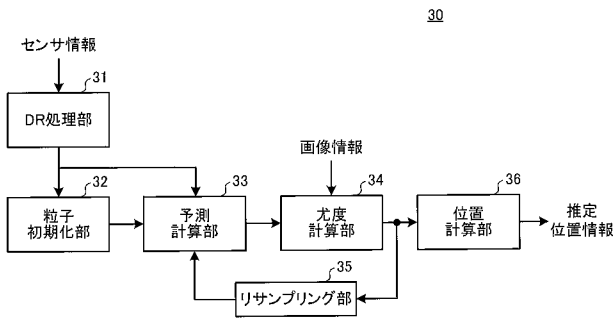 30
センサ情報
31
DR処理部
画像情報
32
粒子
初期化部
33
予測
計算部
34
尤度
計算部
36
位置
計算部
推定
位置情報
35
リサンプリング部